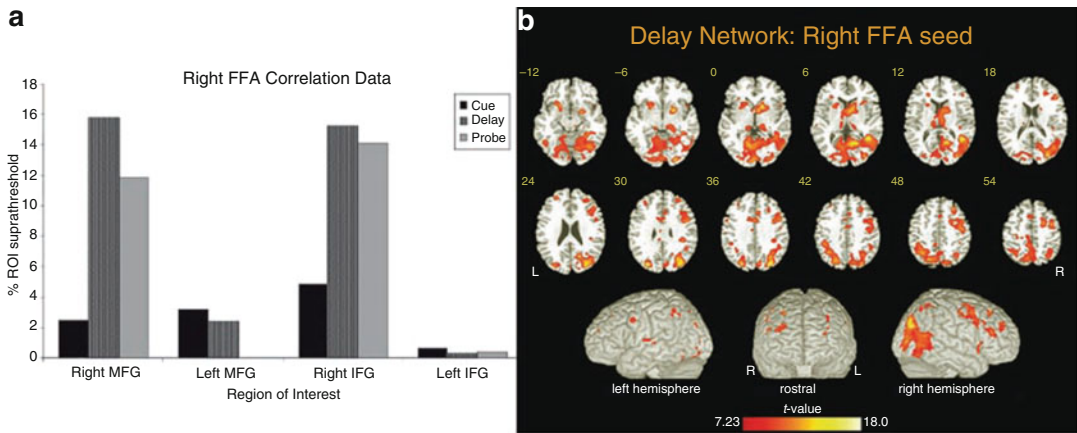 a
Right FFA Correlation Data
Cue
Delay
Probe
% ROI suprathreshold
18
16
14
12
10
8
6
4
2
0
Right MFG Left MFG Right IFG Left IFG
Region of Interest
b
Delay Network: Right FFA seed
–12 –6 0 6 12 18
24 30 36 42 48 54
L R
R L
left hemisphere rostral right hemisphere
t-value
7.23 18.0